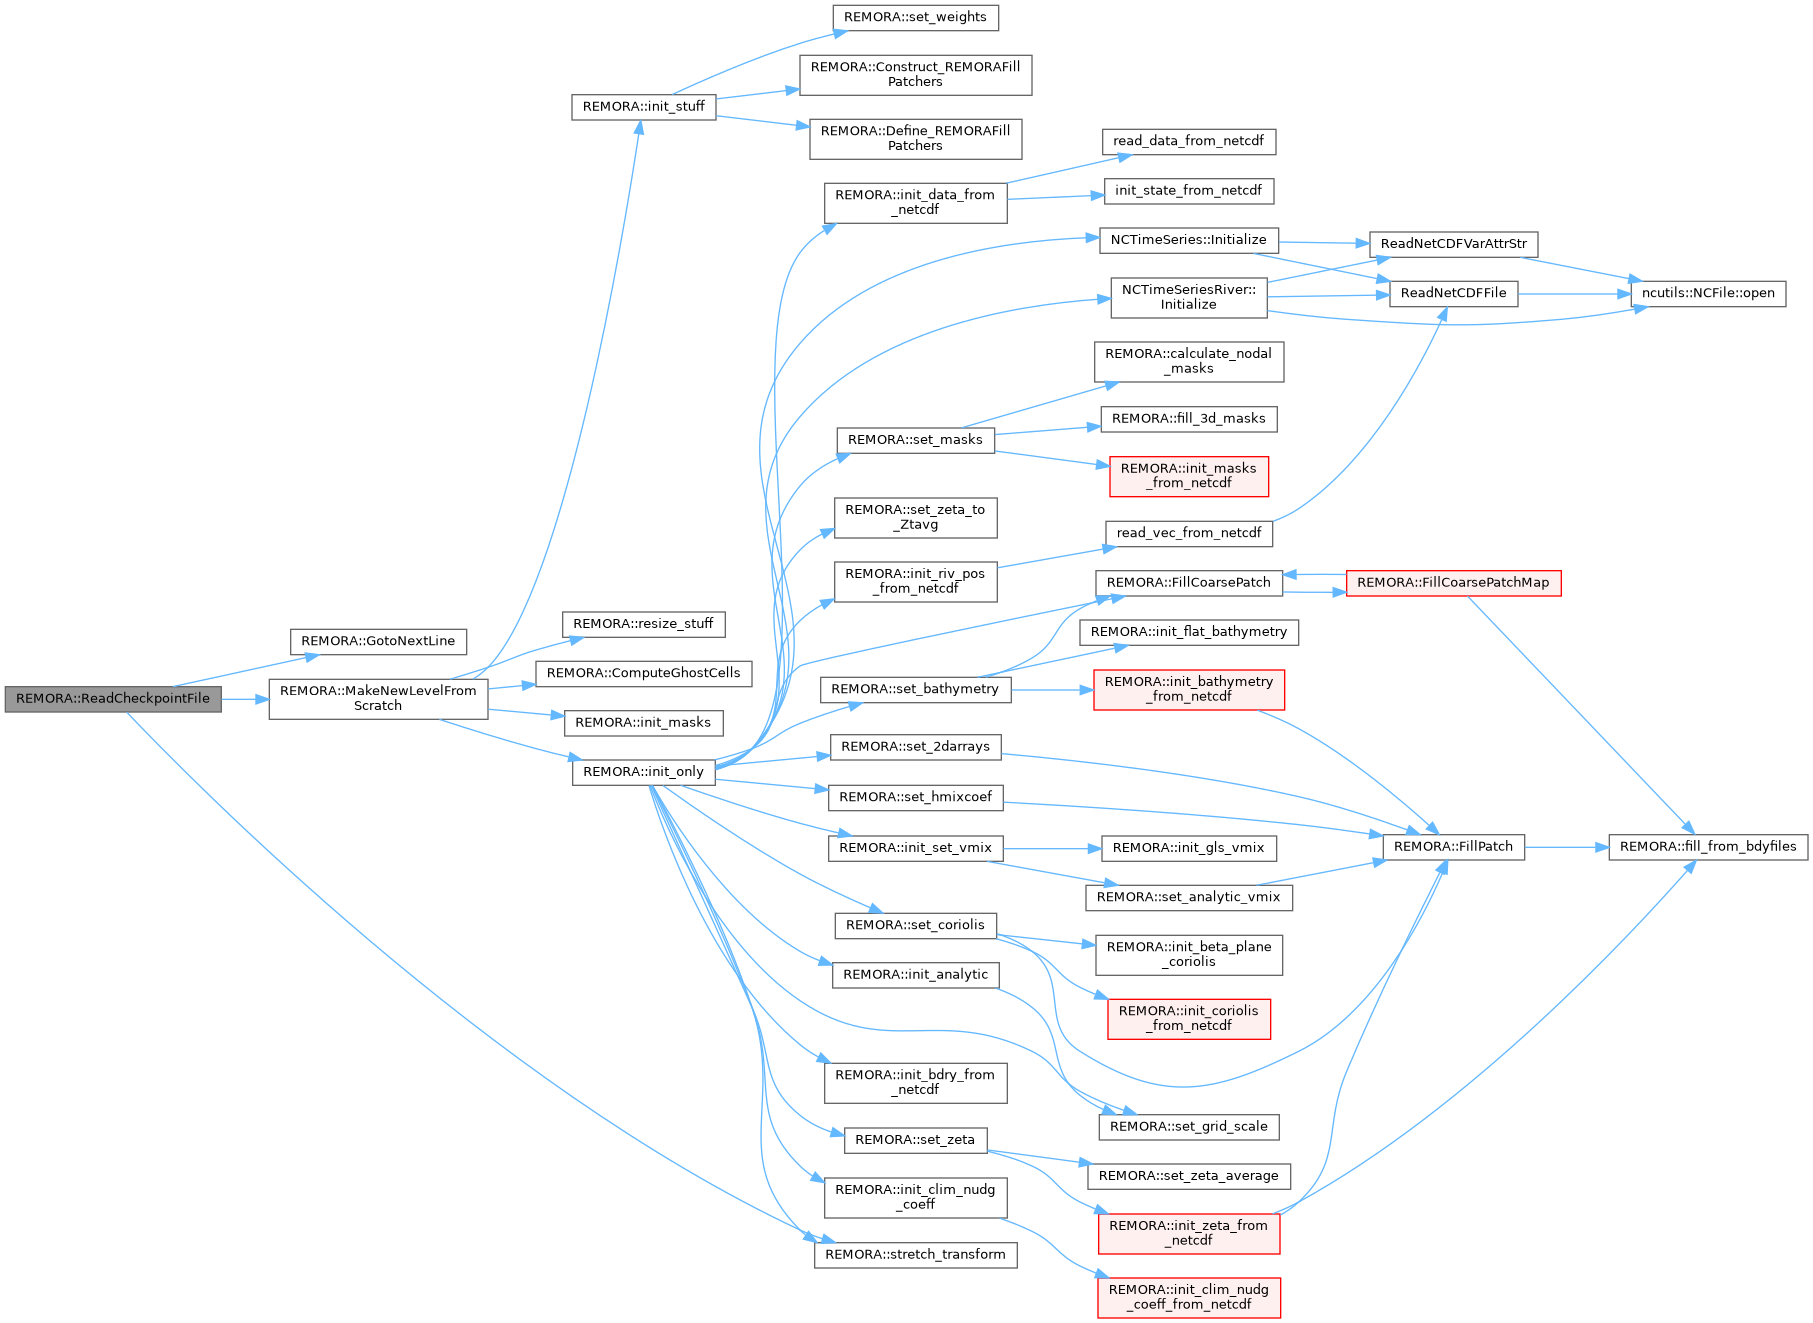 REMORA::ReadCheckpointFile
REMORA::GotoNextLine
REMORA::MakeNewLevelFrom
Scratch
REMORA::init_stuff
REMORA::resize_stuff
REMORA::ComputeGhostCells
REMORA::init_masks
REMORA::init_only
REMORA::set_weights
REMORA::Construct_REMORAFill
Patchers
REMORA::Define_REMORAFill
Patchers
REMORA::init_data_from
_netcdf
REMORA::set_masks
REMORA::set_zeta_to
_Ztavg
REMORA::init_riv_pos
_from_netcdf
REMORA::set_bathymetry
REMORA::set_2darrays
REMORA::set_hmixcoef
REMORA::init_set_vmix
REMORA::set_coriolis
REMORA::init_analytic
REMORA::init_bdry_from
_netcdf
REMORA::set_zeta
REMORA::init_clim_nudg
_coeff
REMORA::stretch_transform
read_data_from_netcdf
init_state_from_netcdf
NCTimeSeries::Initialize
NCTimeSeriesRiver::
Initialize
REMORA::calculate_nodal
_masks
REMORA::fill_3d_masks
REMORA::init_masks
_from_netcdf
read_vec_from_netcdf
REMORA::FillCoarsePatch
REMORA::init_flat_bathymetry
REMORA::init_bathymetry
_from_netcdf
REMORA::init_gls_vmix
REMORA::set_analytic_vmix
REMORA::init_beta_plane
_coriolis
REMORA::init_coriolis
_from_netcdf
REMORA::set_grid_scale
REMORA::set_zeta_average
REMORA::init_zeta_from
_netcdf
REMORA::init_clim_nudg
_coeff_from_netcdf
ReadNetCDFVarAttrStr
ReadNetCDFFile
REMORA::FillCoarsePatchMap
REMORA::FillPatch
ncutils::NCFile::open
REMORA::fill_from_bdyfiles